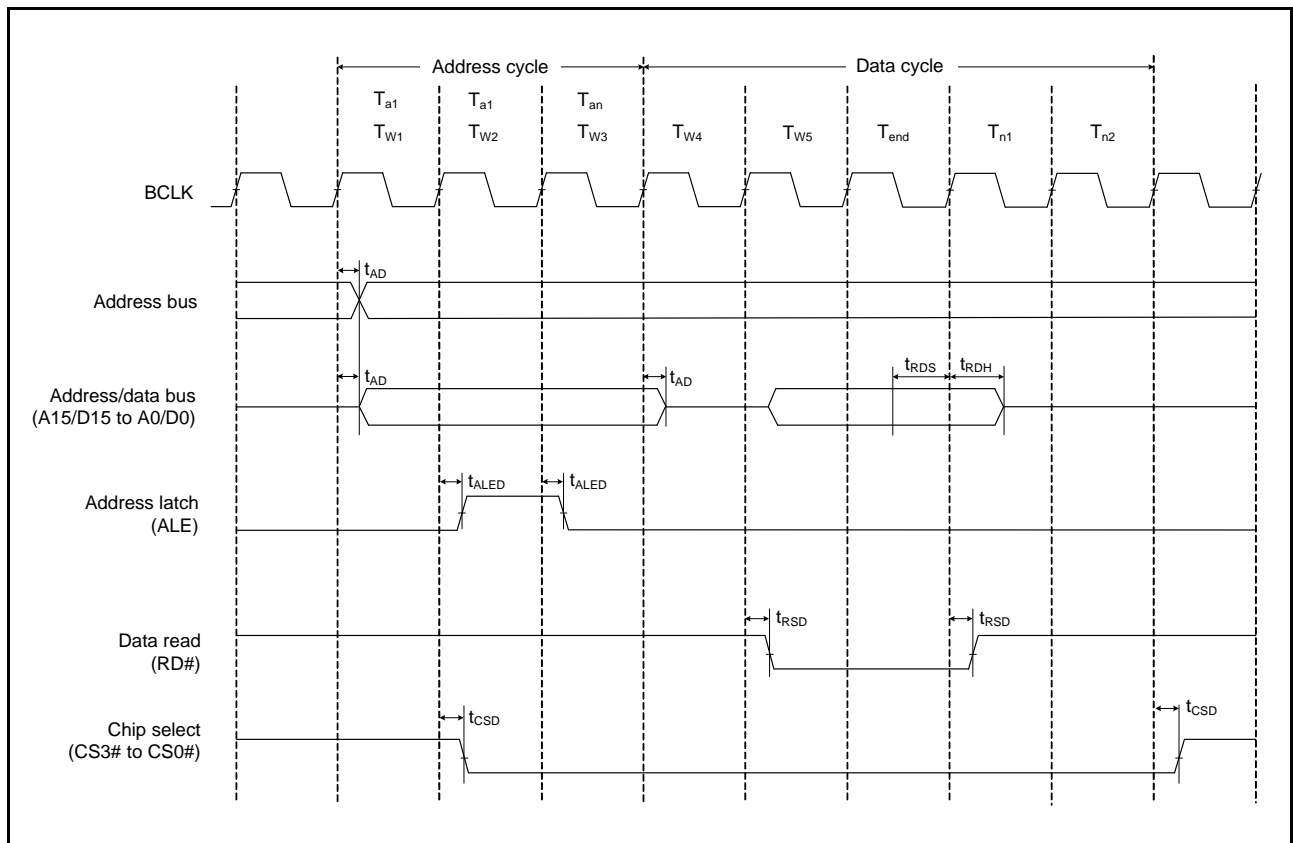 Address cycle
Data cycle
Ta1 Ta1 Tan
TW1 TW2 TW3 TW4 TW5 Tend Tn1 Tn2
BCLK
tAD
Address bus
tRDS tRDH
tAD tAD
Address/data bus
(A15/D15 to A0/D0)
tALED tALED
Address latch
(ALE)
tRSD tRSD
Data read
(RD#)
tCSD tCSD
Chip select
(CS3# to CS0#)